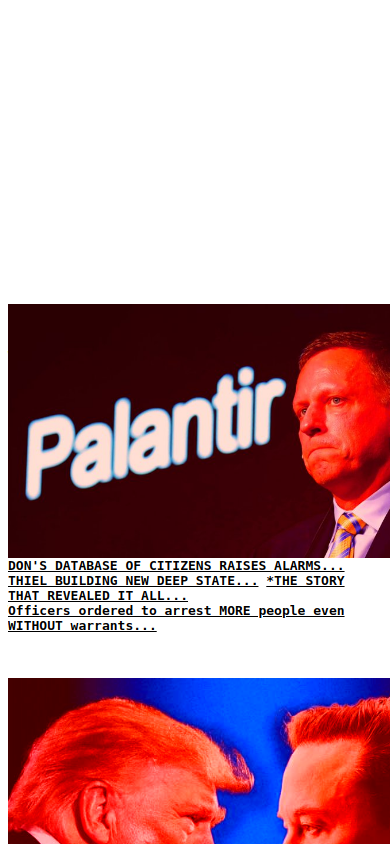 Palantir
DON'S DATABASE OF CITIZENS RAISES ALARMS...
THIEL BUILDING NEW DEEP STATE... *THE STORY
THAT REVEALED IT ALL...
Officers ordered to arrest MORE people even
WITHOUT warrants...